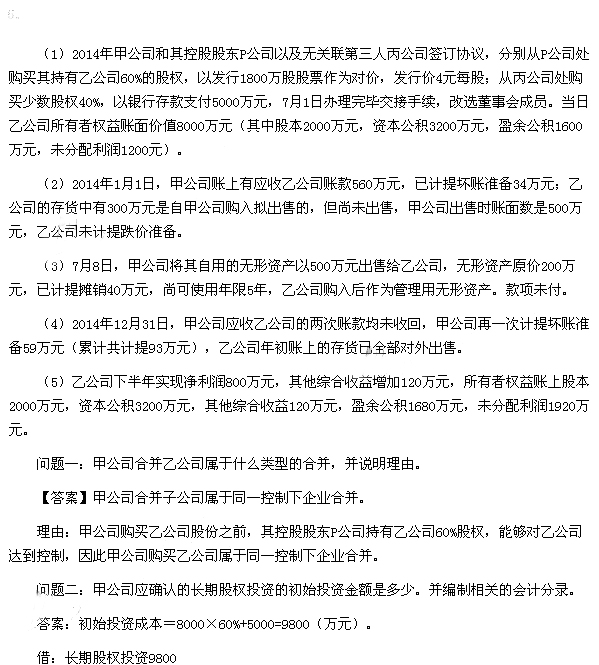 6.
（1）2014年甲公司和其控股股东P公司以及无关联第三人丙公司签订协议，分别从P公司处
购买其持有乙公司60%的股权，以发行1800万股股票作为对价，发行价4元每股；从丙公司处购
买少数股权40%，以银行存款支付5000万元，7月1日办理完毕交接手续，改选董事会成员。当日
乙公司所有者权益账面价值8000万元（其中股本2000万元，资本公积3200万元，盈余公积1600
万元，未分配利润1200元）。
（2）2014年1月1日，甲公司账上有应收乙公司账款560万元，已计提坏账准备34万元；乙
公司的存货中有300万元是自甲公司购入拟出售的，但尚未出售，甲公司出售时账面数是500万
元，乙公司未计提跌价准备。
（3）7月8日，甲公司将其自用的无形资产以500万元出售给乙公司，无形资产原价200万
元，已计提摊销40万元，尚可使用年限5年，乙公司购入后作为管理用无形资产。款项未付。
（4）2014年12月31日，甲公司应收乙公司的两次账款均未收回，甲公司再一次计提坏账准
备59万元（累计共计提93万元），乙公司年初账上的存货已全部对外出售。
（5）乙公司下半年实现净利润800万元，其他综合收益增加120万元，所有者权益账上股本
2000万元，资本公积3200万元，其他综合收益120万元，盈余公积1680万元，未分配利润1920万
元。
问题一：甲公司合并乙公司属于什么类型的合并，并说明理由。
【答案】甲公司合并子公司属于同一控制下企业合并。
理由：甲公司购买乙公司股份之前，其控股股东P公司持有乙公司60%股权，能够对乙公司
达到控制，因此甲公司购买乙公司属于同一控制下企业合并。
问题二：甲公司应确认的长期股权投资的初始投资金额是多少。并编制相关的会计分录。
答案：初始投资成本＝8000×60%+5000=9800（万元）。
借：长期股权投资9800